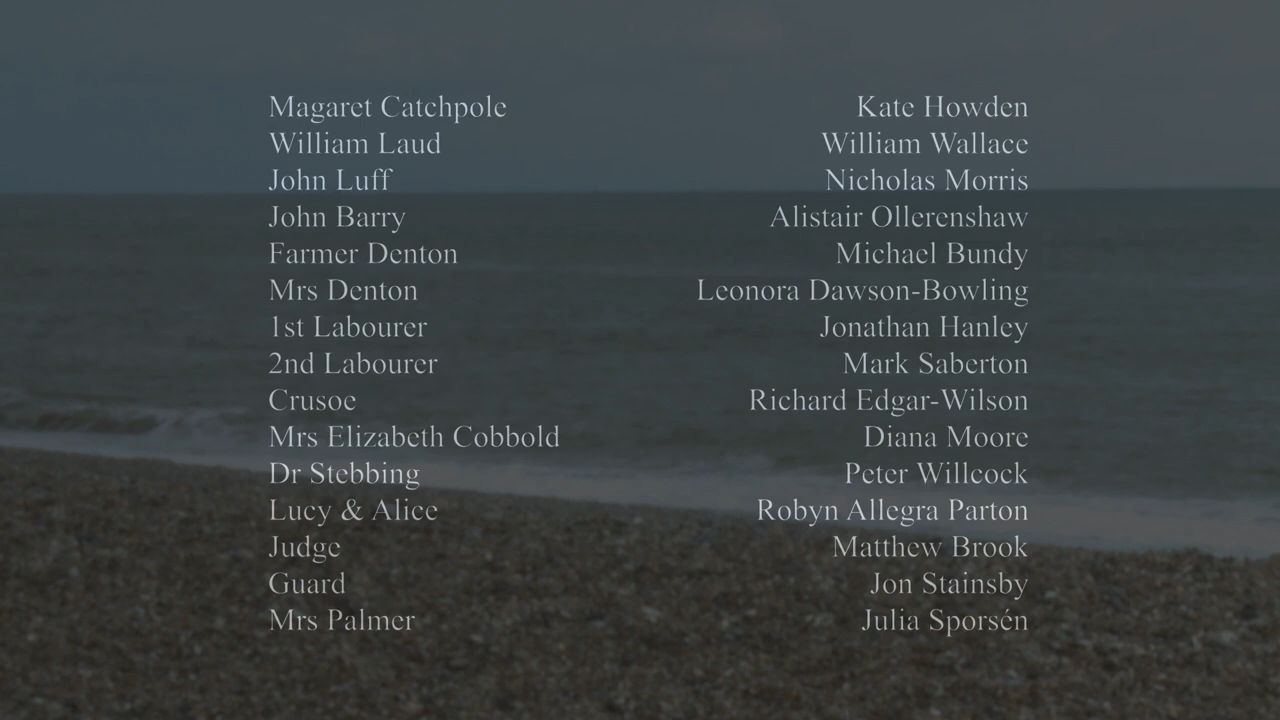 Magaret Catchpole Kate Howden
William Laud William Wallace
John Luff Nicholas Morris
John Barry Alistair Ollerenshaw
Farmer Denton Michael Bundy
Mrs Denton Leonora Dawson-Bowling
1st Labourer Jonathan Hanley
2nd Labourer Mark Saberton
Crusoe Richard Edgar-Wilson
Mrs Elizabeth Cobbold Diana Moore
Dr Stebbing Peter Willcock
Lucy & Alice Robyn Allegra Parton
Judge Matthew Brook
Guard Jon Stainsby
Mrs Palmer Julia Sporsén